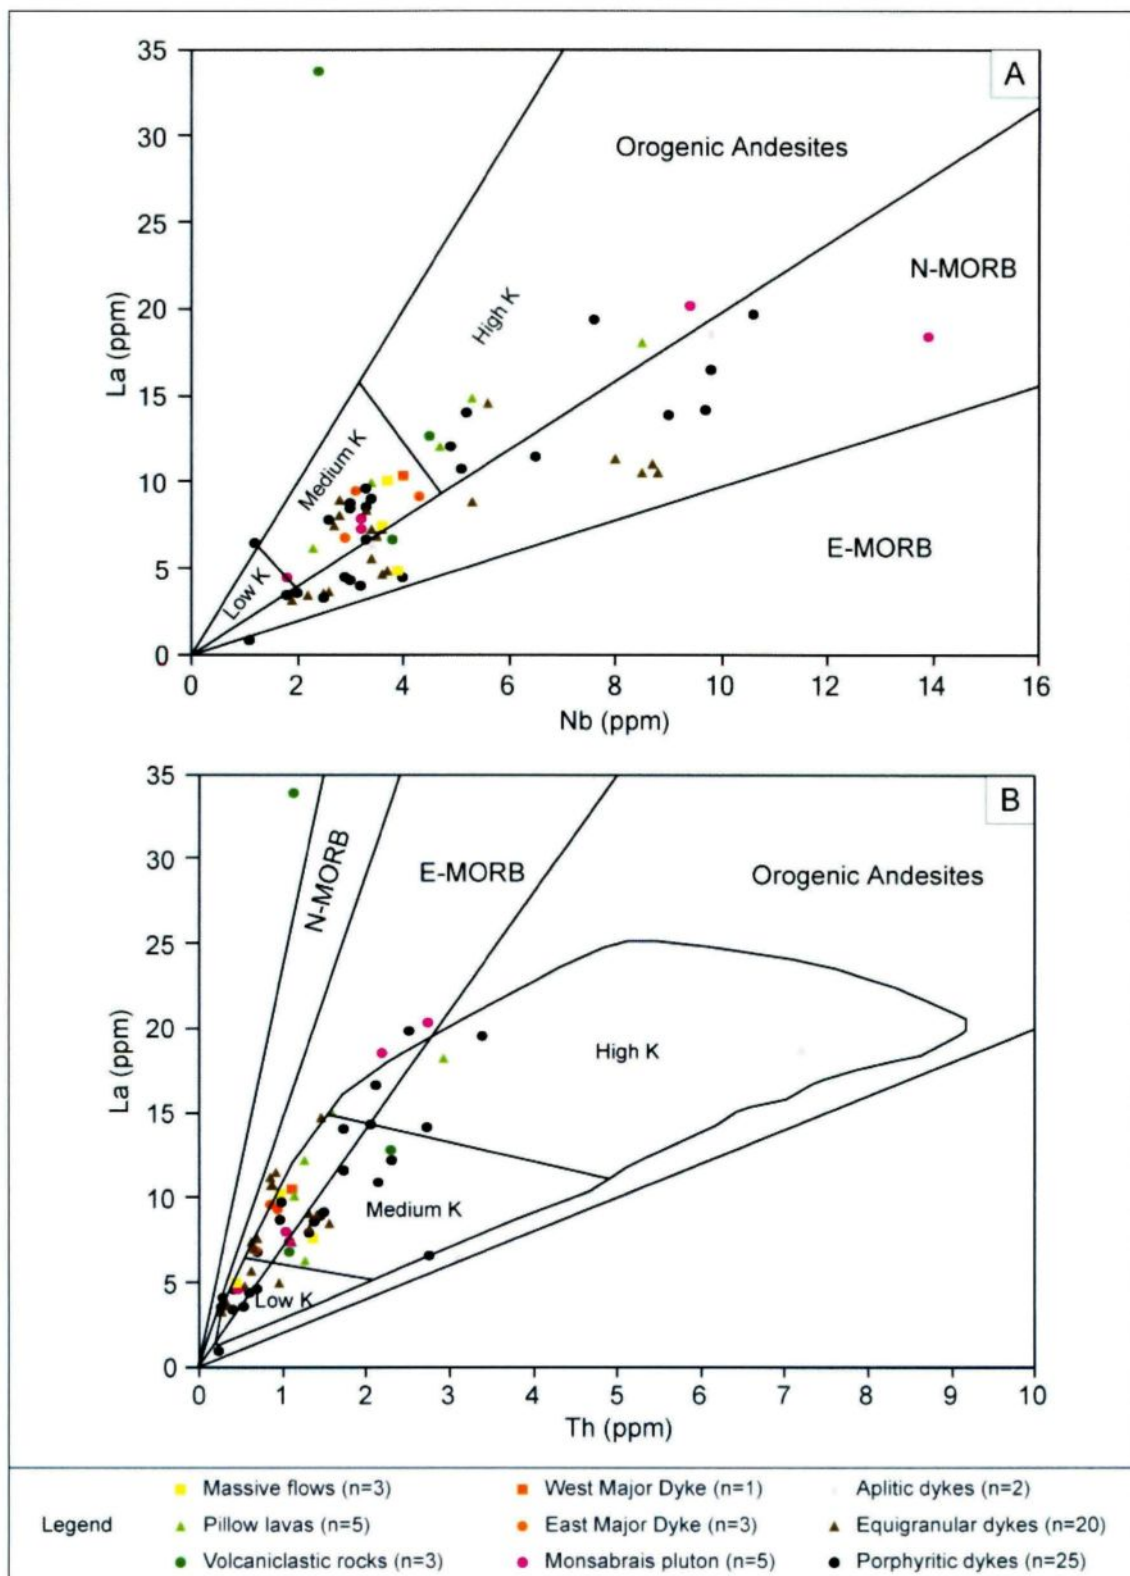 A
35
30
25
20
15
10
5
0
La (ppm)
Orogenic Andesites
N-MORB
High K
Medium K
Low K
E-MORB
0 2 4 6 8 10 12 14 16
Nb (ppm)
B
35
30
25
20
15
10
5
0
La (ppm)
N-MORB
E-MORB
Orogenic Andesites
High K
Medium K
Low K
0 1 2 3 4 5 6 7 8 9 10
Th (ppm)
Legend
Massive flows (n=3)
Pillow lavas (n=5)
Volcaniclastic rocks (n=3)
West Major Dyke (n=1)
East Major Dyke (n=3)
Monsabrais pluton (n=5)
Aplitic dykes (n=2)
Equigranular dykes (n=20)
Porphyritic dykes (n=25)